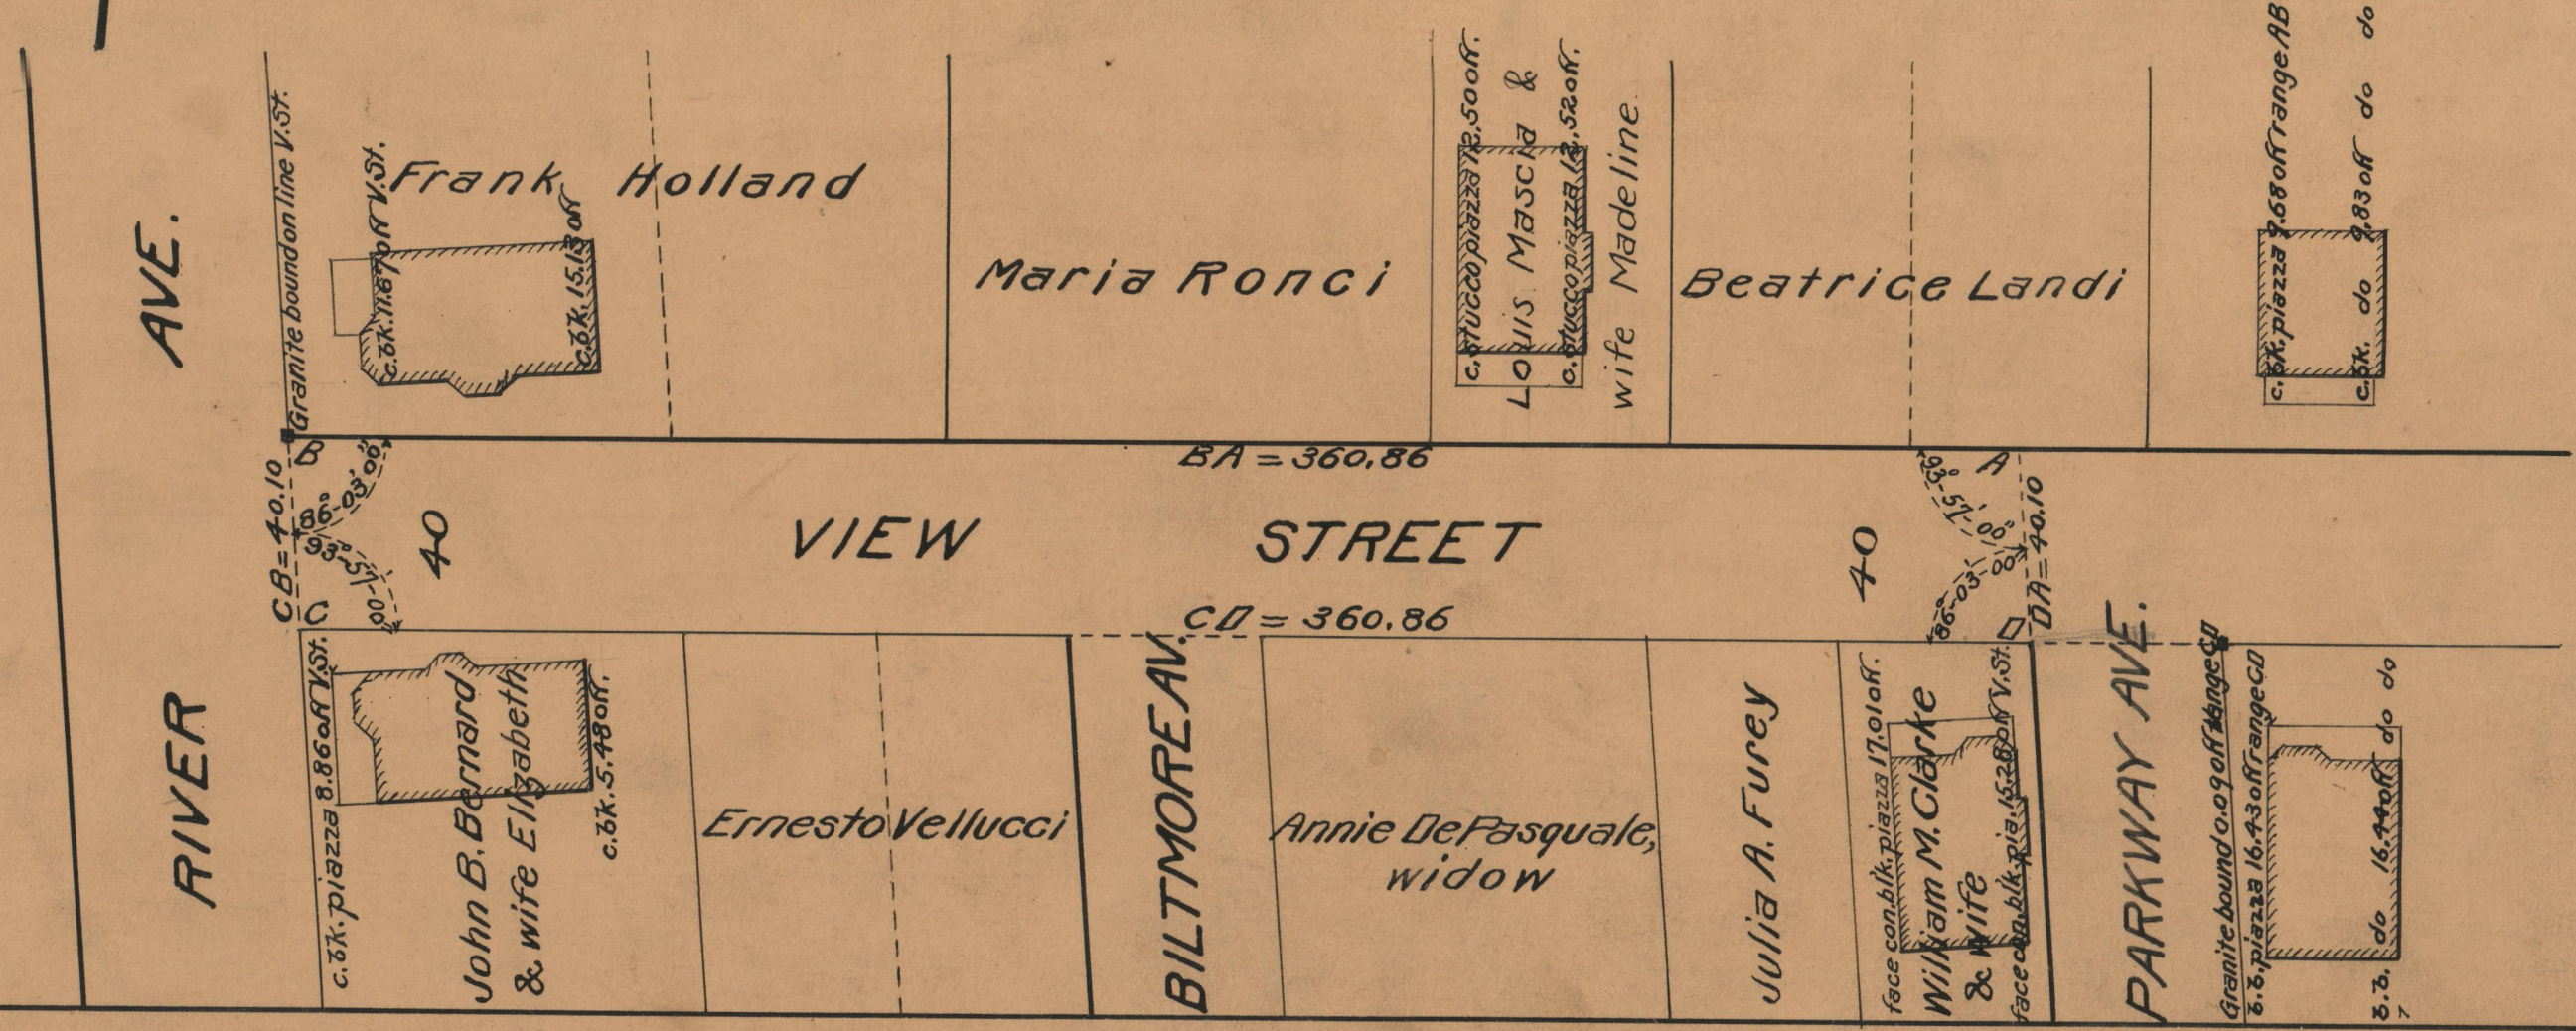 RIVER AVE.
Granite bound on line V.St.
c.bk. 11.67 off V.St.
Frank Holland
c.bk. 15.13 off
Maria Ronci
c. stucco piazza 12.50 off.
Louis Mascia &
c. stucco piazza 12.52 off.
wife Madeline
Beatrice Landi
c.bk. piazza 9.68 off range AB
c.bk. do 9.83 off do do
B
86°-03'-00"
CB = 40.10
93°-57'-00"
C
40
BA = 360.86
VIEW STREET
CD = 360.86
40
A
93°-57'-00"
86°-03'-00"
D
DA = 40.10
c.bk. piazza 8.86 off V.St.
John B. Bernard
& wife Elizabeth
c.bk. 5.48 off.
Ernesto Vellucci
BILTMORE AV.
Annie DePasquale,
widow
Julia A. Furey
face con.blk. piazza 17.01 off.
William M. Clarke
& wife
face con.blk. pia. 15.28 off V.St.
PARKWAY AVE.
Granite bound 0.09 off range CD
b.b. piazza 16.43 off range CD
b.b. do 16.44 off do do